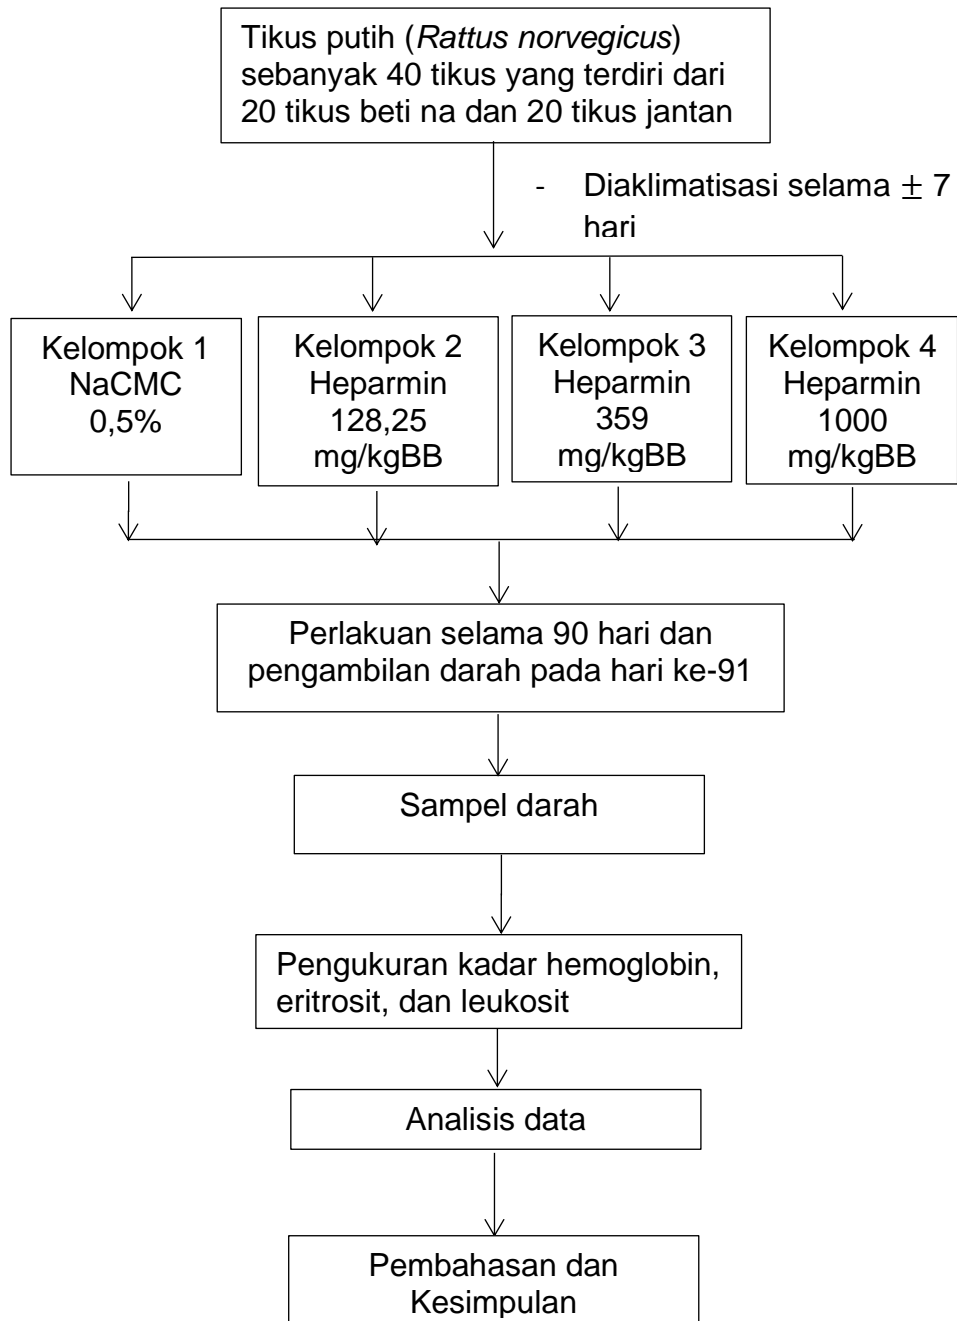 Tikus putih (Rattus norvegicus)
sebanyak 40 tikus yang terdiri dari
20 tikus beti na dan 20 tikus jantan
- Diaklimatisasi selama ± 7
hari
Kelompok 1
NaCMC
0,5%
Kelompok 2
Heparmin
128,25
mg/kgBB
Kelompok 3
Heparmin
359
mg/kgBB
Kelompok 4
Heparmin
1000
mg/kgBB
Perlakuan selama 90 hari dan
pengambilan darah pada hari ke-91
Sampel darah
Pengukuran kadar hemoglobin,
eritrosit, dan leukosit
Analisis data
Pembahasan dan
Kesimpulan